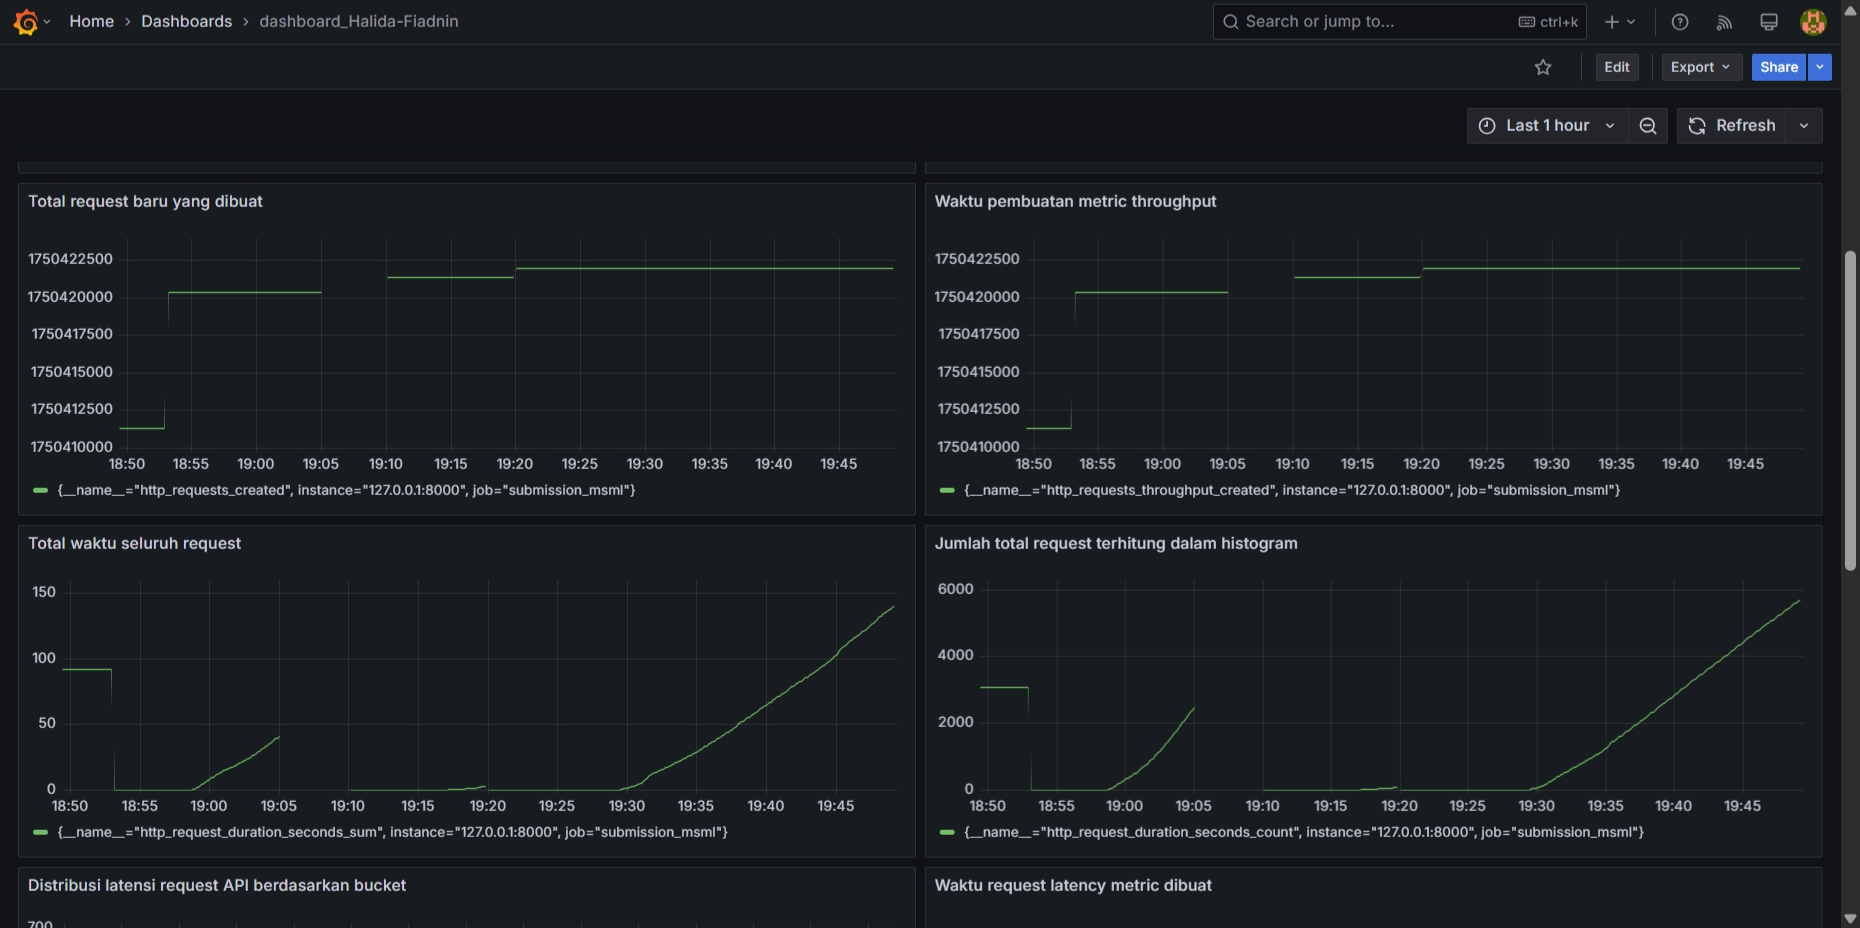 Home › Dashboards › dashboard_Halida-Fiadnin
Search or jump to... ctrl+k
Edit Export Share
Last 1 hour Refresh
Total request baru yang dibuat
1750422500
1750420000
1750417500
1750415000
1750412500
1750410000
18:50 18:55 19:00 19:05 19:10 19:15 19:20 19:25 19:30 19:35 19:40 19:45
{__name__="http_requests_created", instance="127.0.0.1:8000", job="submission_msml"}
Waktu pembuatan metric throughput
1750422500
1750420000
1750417500
1750415000
1750412500
1750410000
18:50 18:55 19:00 19:05 19:10 19:15 19:20 19:25 19:30 19:35 19:40 19:45
{__name__="http_requests_throughput_created", instance="127.0.0.1:8000", job="submission_msml"}
Total waktu seluruh request
150
100
50
0
18:50 18:55 19:00 19:05 19:10 19:15 19:20 19:25 19:30 19:35 19:40 19:45
{__name__="http_request_duration_seconds_sum", instance="127.0.0.1:8000", job="submission_msml"}
Jumlah total request terhitung dalam histogram
6000
4000
2000
0
18:50 18:55 19:00 19:05 19:10 19:15 19:20 19:25 19:30 19:35 19:40 19:45
{__name__="http_request_duration_seconds_count", instance="127.0.0.1:8000", job="submission_msml"}
Distribusi latensi request API berdasarkan bucket
700
Waktu request latency metric dibuat